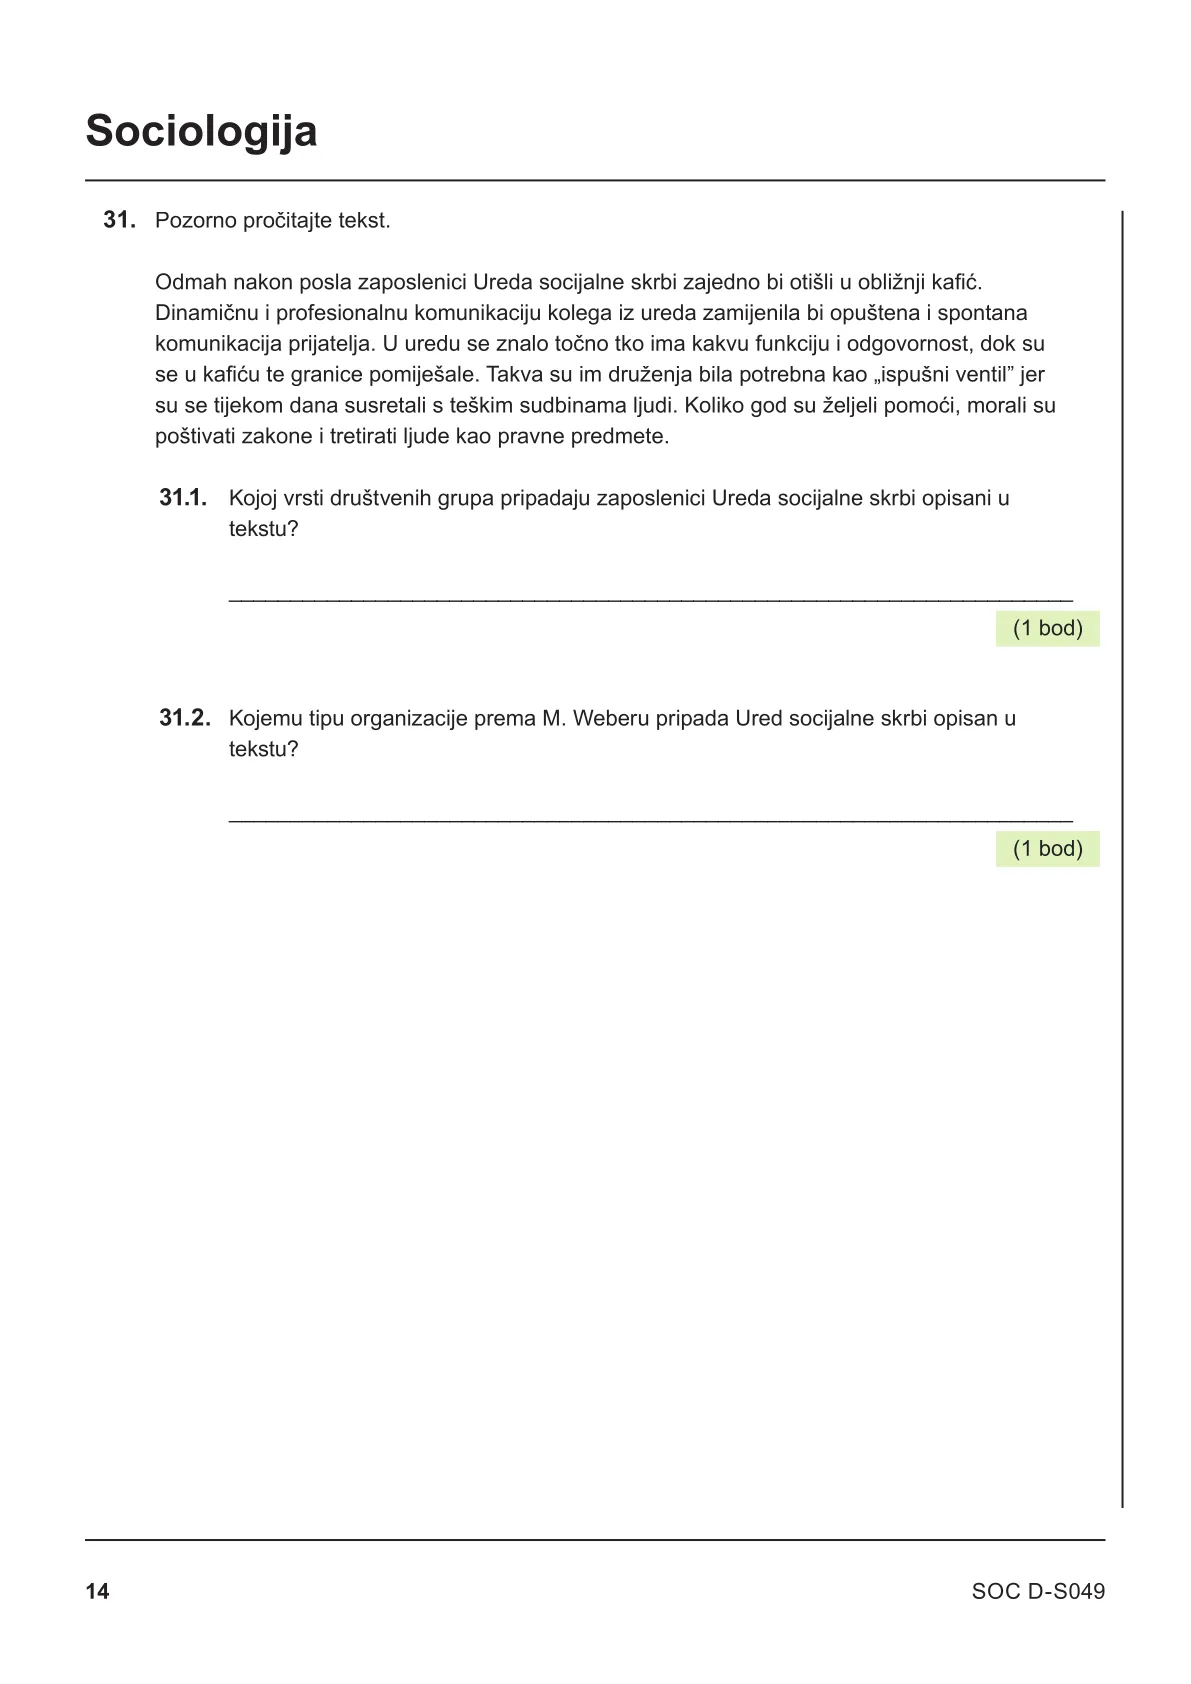 Sociologija
31. Pozorno pročitajte tekst.
Odmah nakon posla zaposlenici Ureda socijalne skrbi zajedno bi otišli u obližnji kafić.
Dinamičnu i profesionalnu komunikaciju kolega iz ureda zamijenila bi opuštena i spontana
komunikacija prijatelja. U uredu se znalo točno tko ima kakvu funkciju i odgovornost, dok su
se u kafiću te granice pomiješale. Takva su im druženja bila potrebna kao „ispušni ventil” jer
su se tijekom dana susretali s teškim sudbinama ljudi. Koliko god su željeli pomoći, morali su
poštivati zakone i tretirati ljude kao pravne predmete.
31.1. Kojoj vrsti društvenih grupa pripadaju zaposlenici Ureda socijalne skrbi opisani u
tekstu?
(1 bod)
31.2. Kojemu tipu organizacije prema M. Weberu pripada Ured socijalne skrbi opisan u
tekstu?
(1 bod)
14 SOC D-S049